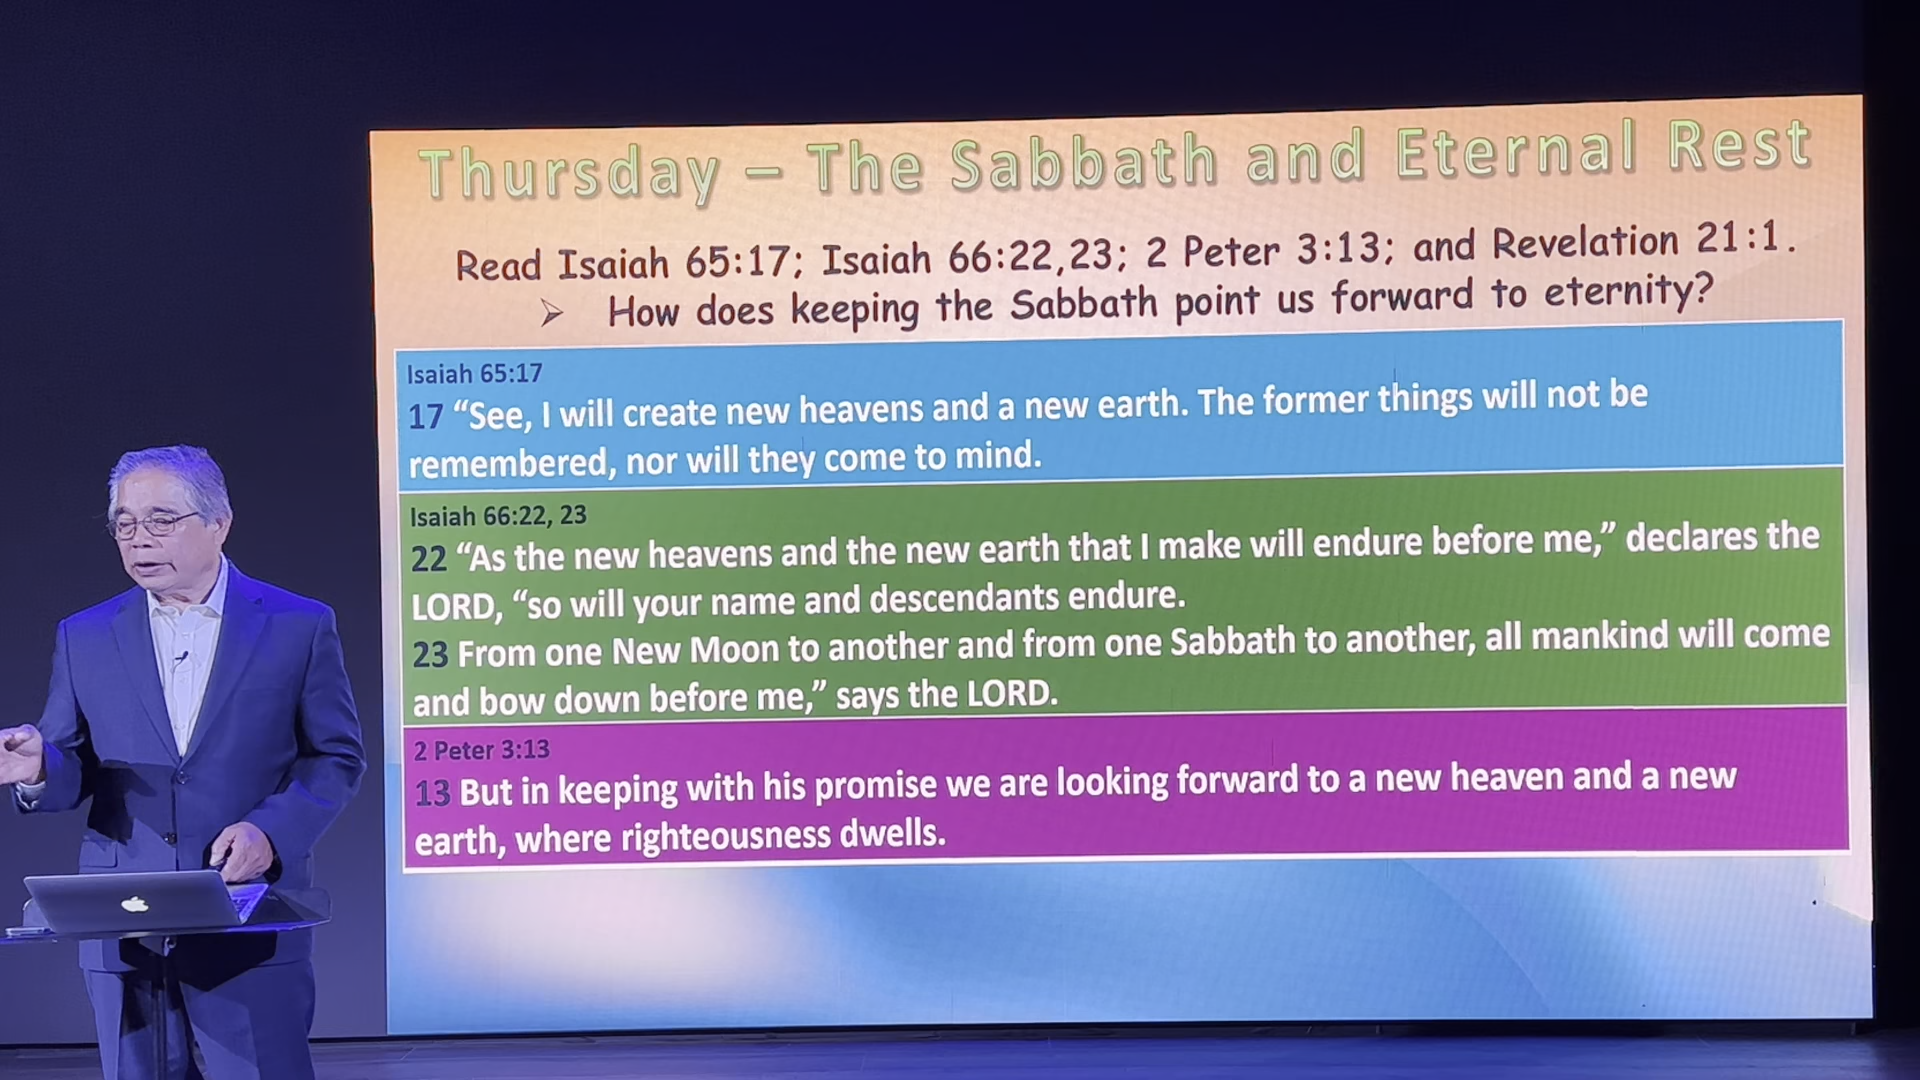 Thursday – The Sabbath and Eternal Rest
Read Isaiah 65:17; Isaiah 66:22,23; 2 Peter 3:13; and Revelation 21:1.
➢ How does keeping the Sabbath point us forward to eternity?
Isaiah 65:17
17 “See, I will create new heavens and a new earth. The former things will not be
remembered, nor will they come to mind.
Isaiah 66:22, 23
22 “As the new heavens and the new earth that I make will endure before me,” declares the
LORD, “so will your name and descendants endure.
23 From one New Moon to another and from one Sabbath to another, all mankind will come
and bow down before me,” says the LORD.
2 Peter 3:13
13 But in keeping with his promise we are looking forward to a new heaven and a new
earth, where righteousness dwells.